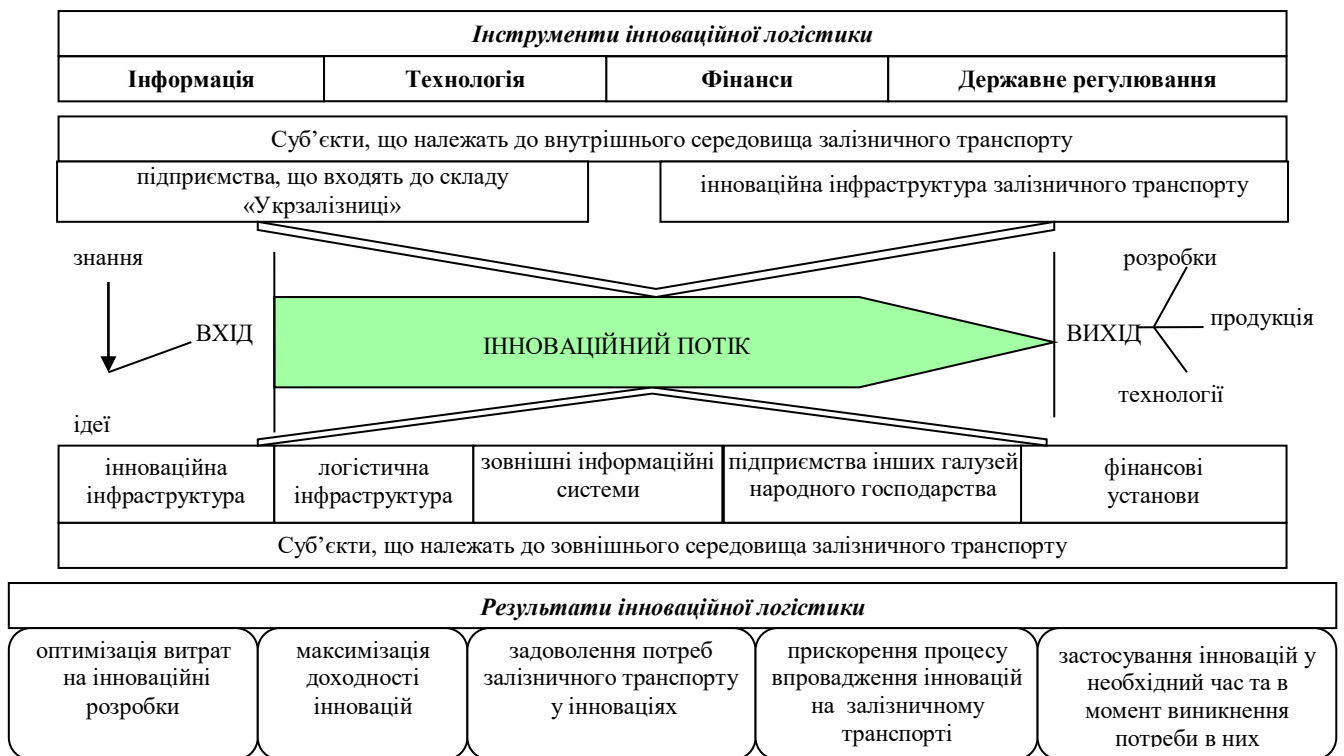 Інструменти інноваційної логістики
Інформація
Технологія
Фінанси
Державне регулювання
Суб’єкти, що належать до внутрішнього середовища залізничного транспорту
підприємства, що входять до складу
«Укрзалізниці»
інноваційна інфраструктура залізничного транспорту
знання
ВХІД
ідеї
ІННОВАЦІЙНИЙ ПОТІК
ВИХІД
розробки
продукція
технології
інноваційна
інфраструктура
логістична
інфраструктура
зовнішні інформаційні
системи
підприємства інших галузей
народного господарства
фінансові
установи
Суб’єкти, що належать до зовнішнього середовища залізничного транспорту
Результати інноваційної логістики
оптимізація витрат
на інноваційні
розробки
максимізація
доходності
інновацій
задоволення потреб
залізничного транспорту
у інноваціях
прискорення процесу
впровадження інновацій
на залізничному
транспорті
застосування інновацій у
необхідний час та в
момент виникнення
потреби в них